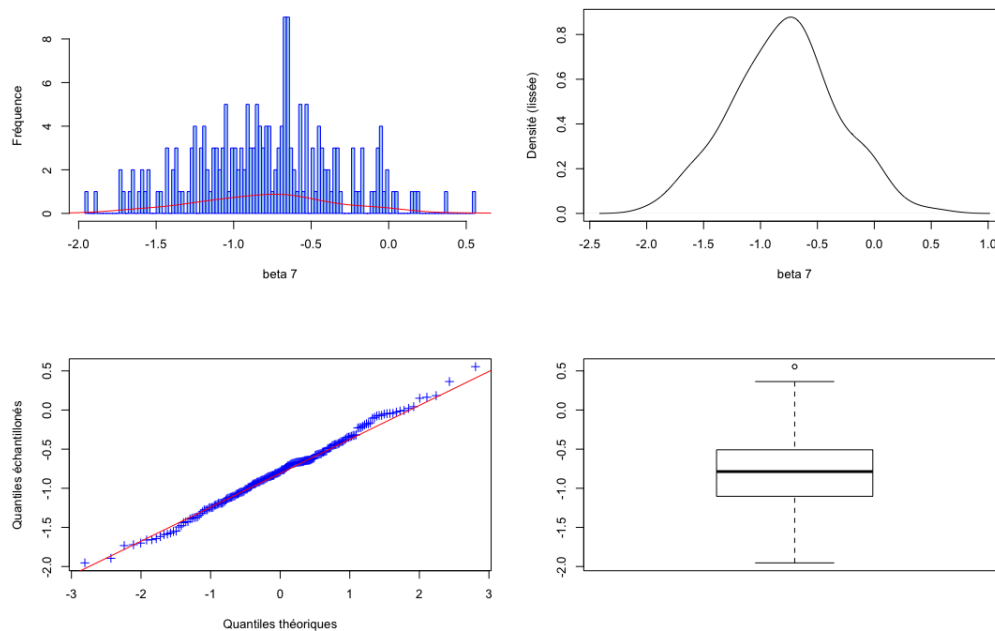 Fréquence
0 2 4 6 8
-2.0 -1.5 -1.0 -0.5 0.0 0.5
beta 7
Densité (lissée)
0.0 0.2 0.4 0.6 0.8
-2.5 -2.0 -1.5 -1.0 -0.5 0.0 0.5 1.0
beta 7
Quantiles échantillonés
-2.0 -1.5 -1.0 -0.5 0.0 0.5
-3 -2 -1 0 1 2 3
Quantiles théoriques
-2.0 -1.5 -1.0 -0.5 0.0 0.5